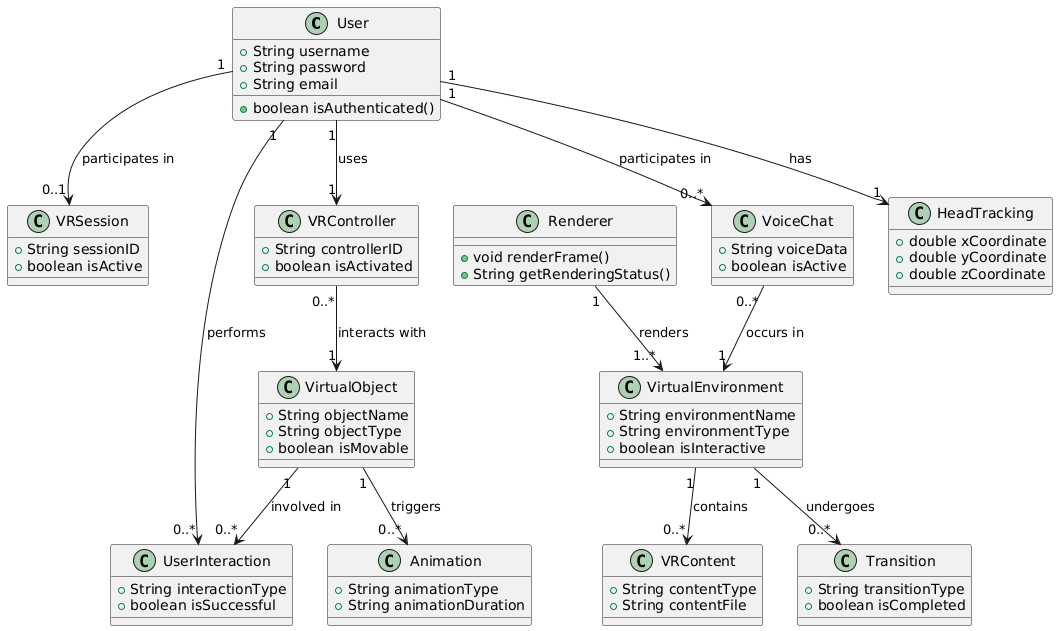 C User
String username
String password
String email
boolean isAuthenticated()
1
1
1
1
1
1
participates in
uses
participates in
has
0..1
1
0..*
1
C VRSession
String sessionID
boolean isActive
C VRController
String controllerID
boolean isActivated
C Renderer
void renderFrame()
String getRenderingStatus()
C VoiceChat
String voiceData
boolean isActive
C HeadTracking
double xCoordinate
double yCoordinate
double zCoordinate
0..*
1
0..*
performs
interacts with
renders
occurs in
1
1..*
1
C VirtualObject
String objectName
String objectType
boolean isMovable
C VirtualEnvironment
String environmentName
String environmentType
boolean isInteractive
1
1
1
1
involved in
triggers
contains
undergoes
0..*
0..*
0..*
0..*
0..*
C UserInteraction
String interactionType
boolean isSuccessful
C Animation
String animationType
String animationDuration
C VRContent
String contentType
String contentFile
C Transition
String transitionType
boolean isCompleted